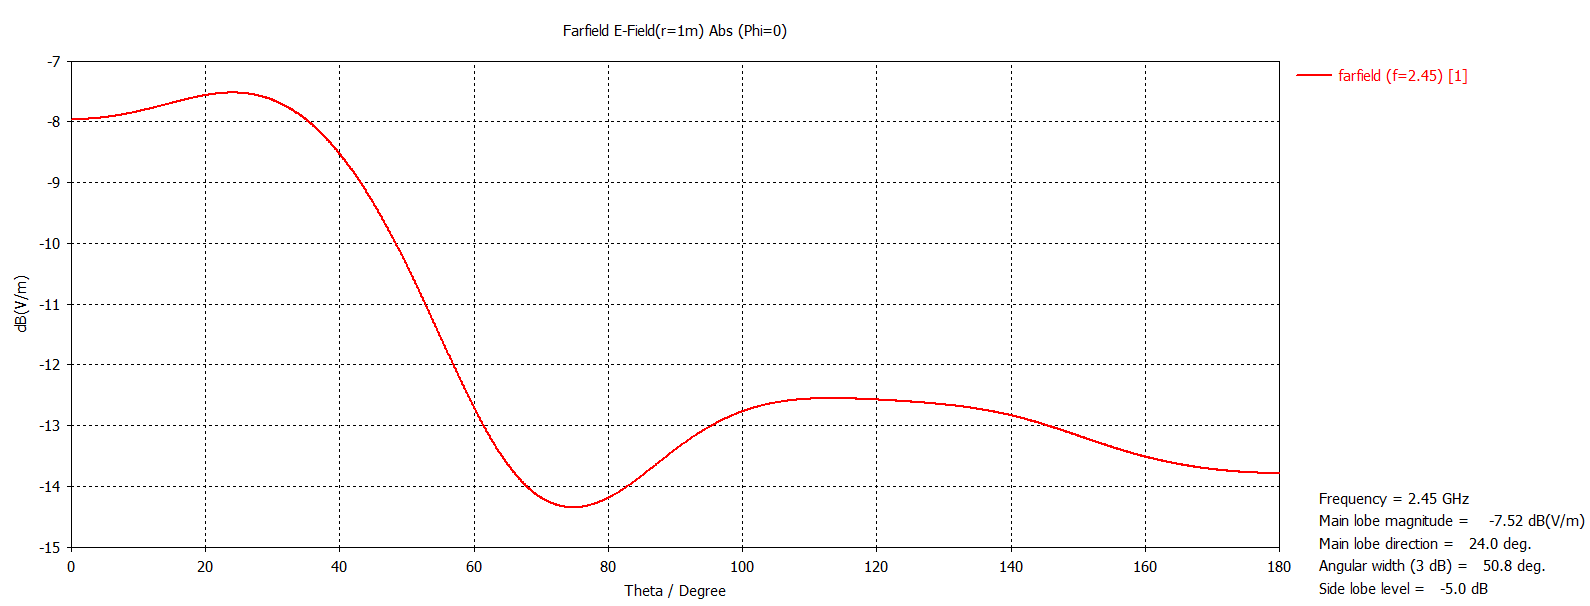 Farfield E-Field(r=1m) Abs (Phi=0)
farfield (f=2.45) [1]
dB(V/m)
-7
-8
-9
-10
-11
-12
-13
-14
-15
0 20 40 60 80 100 120 140 160 180
Theta / Degree
Frequency = 2.45 GHz
Main lobe magnitude = -7.52 dB(V/m)
Main lobe direction = 24.0 deg.
Angular width (3 dB) = 50.8 deg.
Side lobe level = -5.0 dB